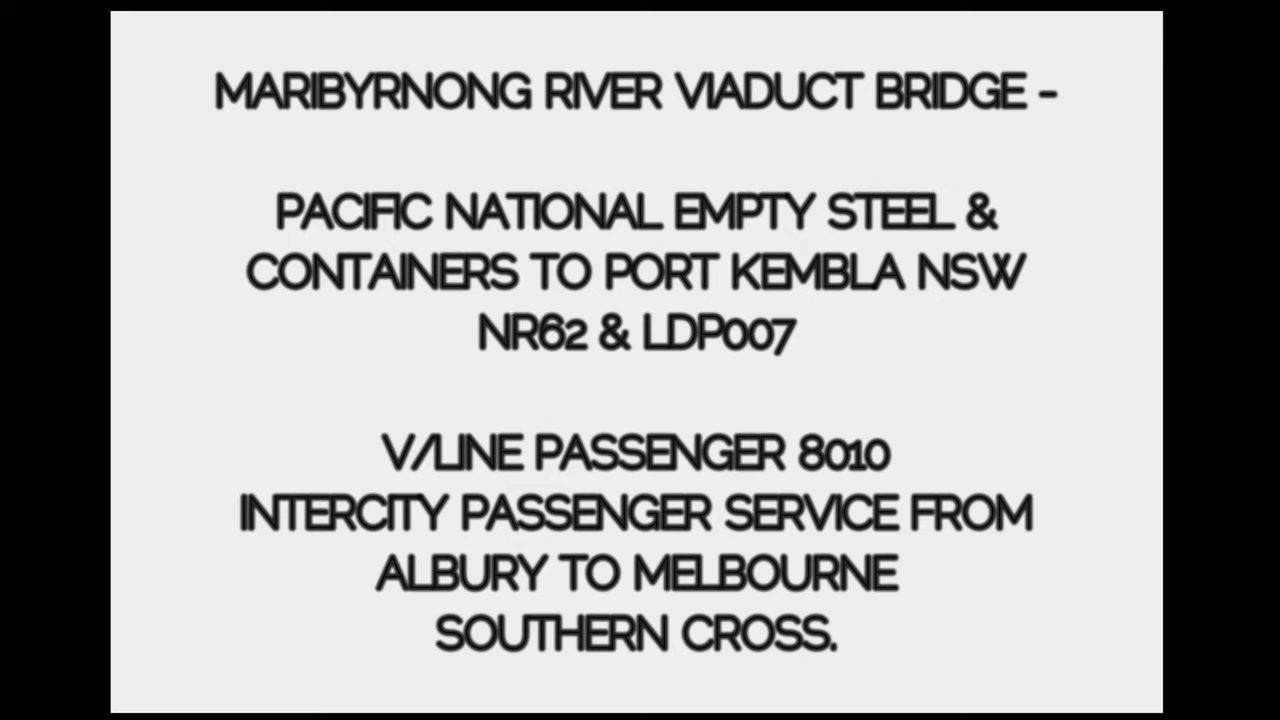 MARIBYRNONG RIVER VIADUCT BRIDGE -
PACIFIC NATIONAL EMPTY STEEL &
CONTAINERS TO PORT KEMBLA NSW
NR62 & LDP007
V/LINE PASSENGER 8010
INTERCITY PASSENGER SERVICE FROM
ALBURY TO MELBOURNE
SOUTHERN CROSS.